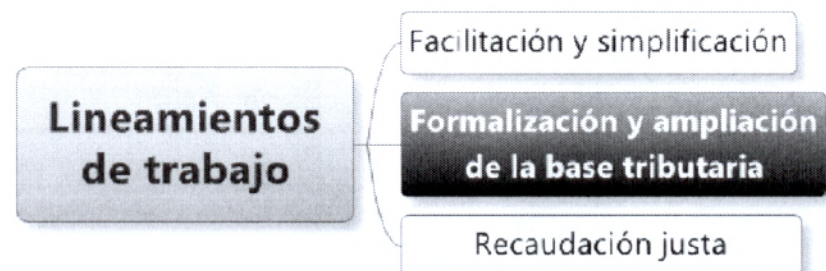 Lineamientos
de trabajo
Facilitación y simplificación
Formalización y ampliación
de la base tributaria
Recaudación justa